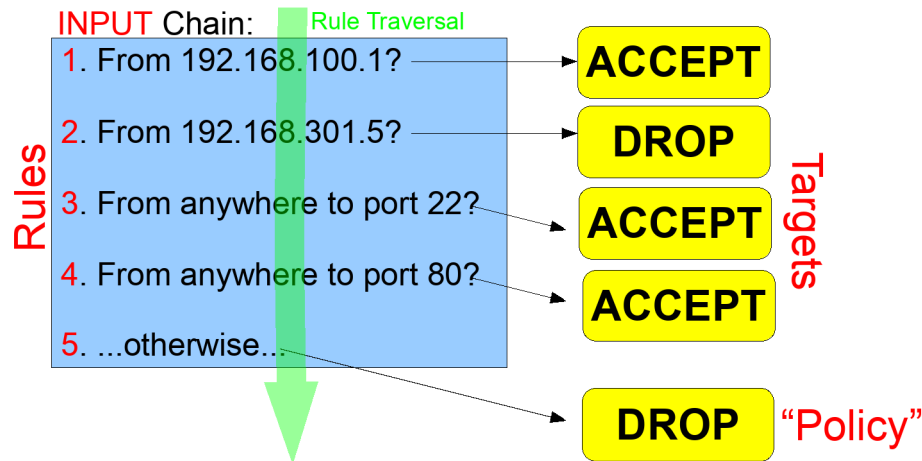 INPUT Chain: Rule Traversal
1. From 192.168.100.1? ACCEPT
2. From 192.168.301.5? DROP
3. From anywhere to port 22? ACCEPT
4. From anywhere to port 80? ACCEPT
5. ...otherwise...
DROP “Policy”
Rules
Targets